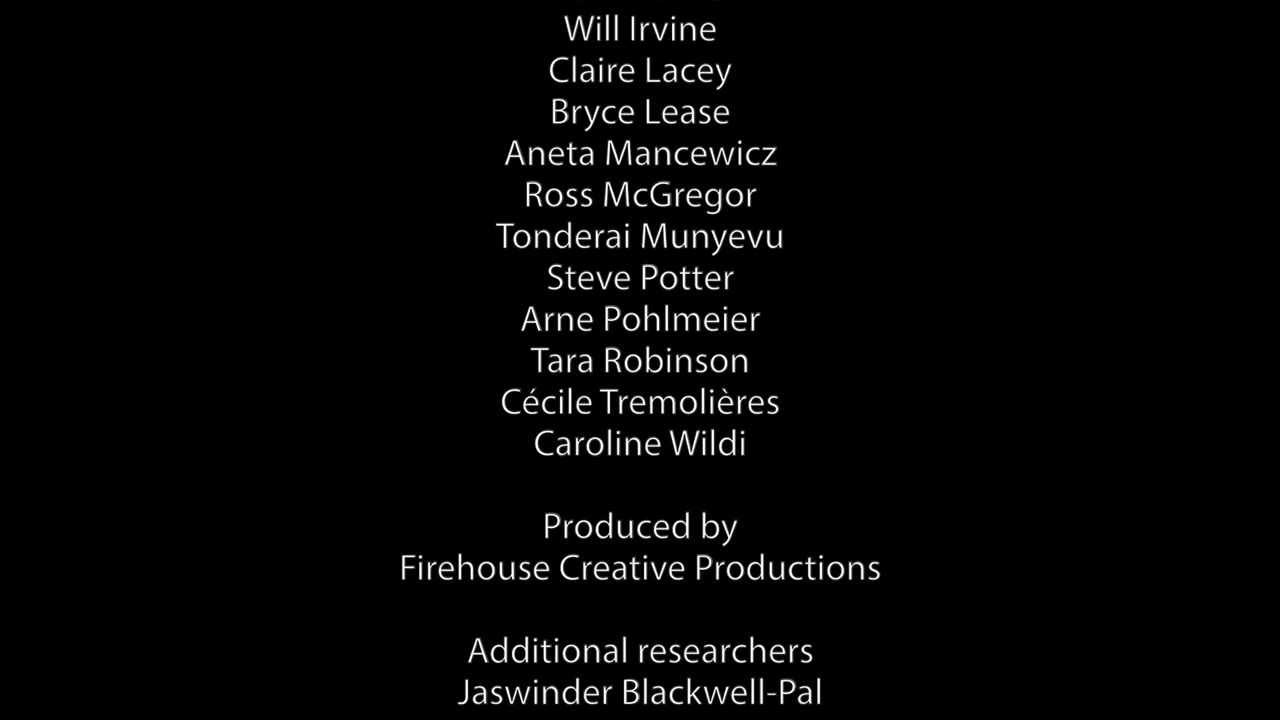 Will Irvine
Claire Lacey
Bryce Lease
Aneta Mancewicz
Ross McGregor
Tonderai Munyevu
Steve Potter
Arne Pohlmeier
Tara Robinson
Cécile Tremolières
Caroline Wildi
Produced by
Firehouse Creative Productions
Additional researchers
Jaswinder Blackwell-Pal